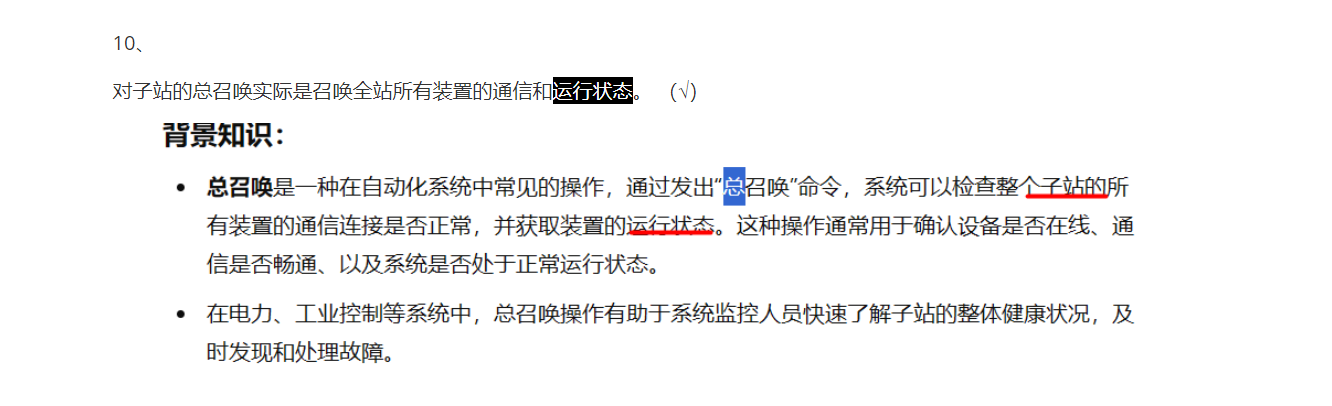 10、
对子站的总召唤实际是召唤全站所有装置的通信和运行状态。 (√)
背景知识：
• 总召唤是一种在自动化系统中常见的操作，通过发出“总召唤”命令，系统可以检查整个子站的所
有装置的通信连接是否正常，并获取装置的运行状态。这种操作通常用于确认设备是否在线、通
信是否畅通、以及系统是否处于正常运行状态。
• 在电力、工业控制等系统中，总召唤操作有助于系统监控人员快速了解子站的整体健康状况，及
时发现和处理故障。